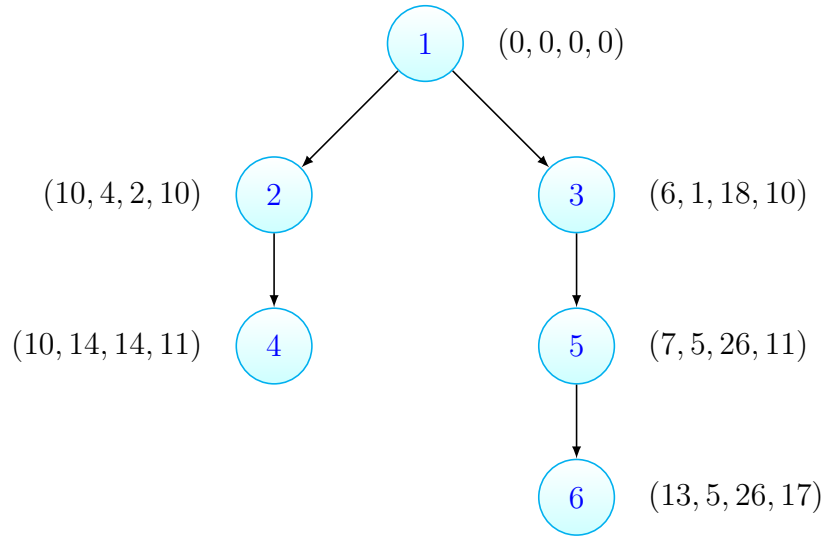 1 (0, 0, 0, 0)
(10, 4, 2, 10) 2 3 (6, 1, 18, 10)
(10, 14, 14, 11) 4 5 (7, 5, 26, 11)
6 (13, 5, 26, 17)